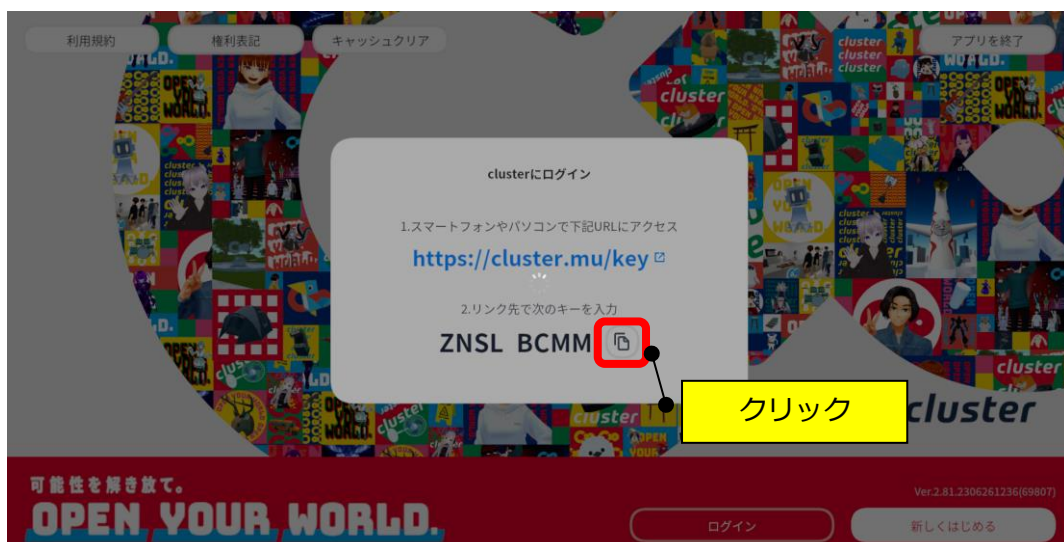 利用規約
権利表記
キャッシュクリア
アプリを終了
clusterにログイン
1.スマートフォンやパソコンで下記URLにアクセス
https://cluster.mu/key
2.リンク先で次のキーを入力
ZNSL BCMM
クリック
cluster
可能性を解き放て。
OPEN YOUR WORLD.
Ver.2.81.2306261236(69807)
ログイン
新しくはじめる